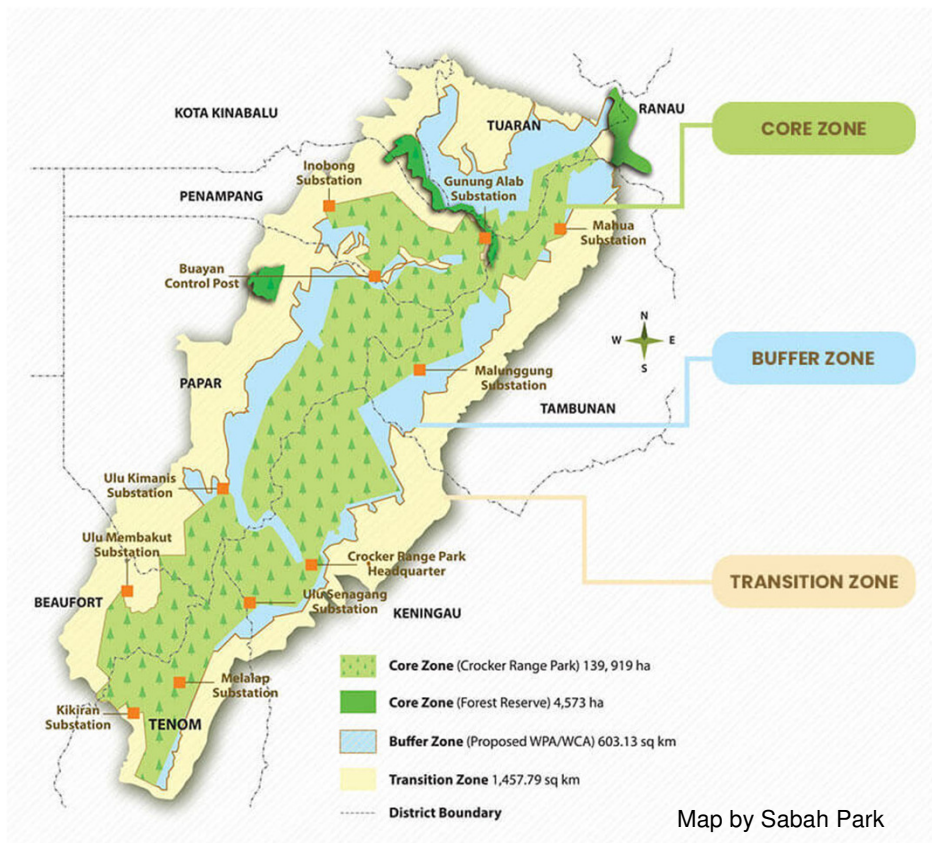 KOTA KINABALU
RANAU
TUARAN
CORE ZONE
Inobong
Substation
Gunung Alab
Substation
PENAMPANG
Mahua
Substation
Buayan
Control Post
N
W E
S
BUFFER ZONE
PAPAR
Malunggung
Substation
TAMBUNAN
Ulu Kimanis
Substation
Ulu Membakut
Substation
Crocker Range Park
Headquarter
TRANSITION ZONE
BEAUFORT
Ulu Senagang
Substation
KENINGAU
Core Zone (Crocker Range Park) 139, 919 ha
Melalap
Substation
Core Zone (Forest Reserve) 4,573 ha
Kikiran
Substation
TENOM
Buffer Zone (Proposed WPA/WCA) 603.13 sq km
Transition Zone 1,457.79 sq km
District Boundary
Map by Sabah Park